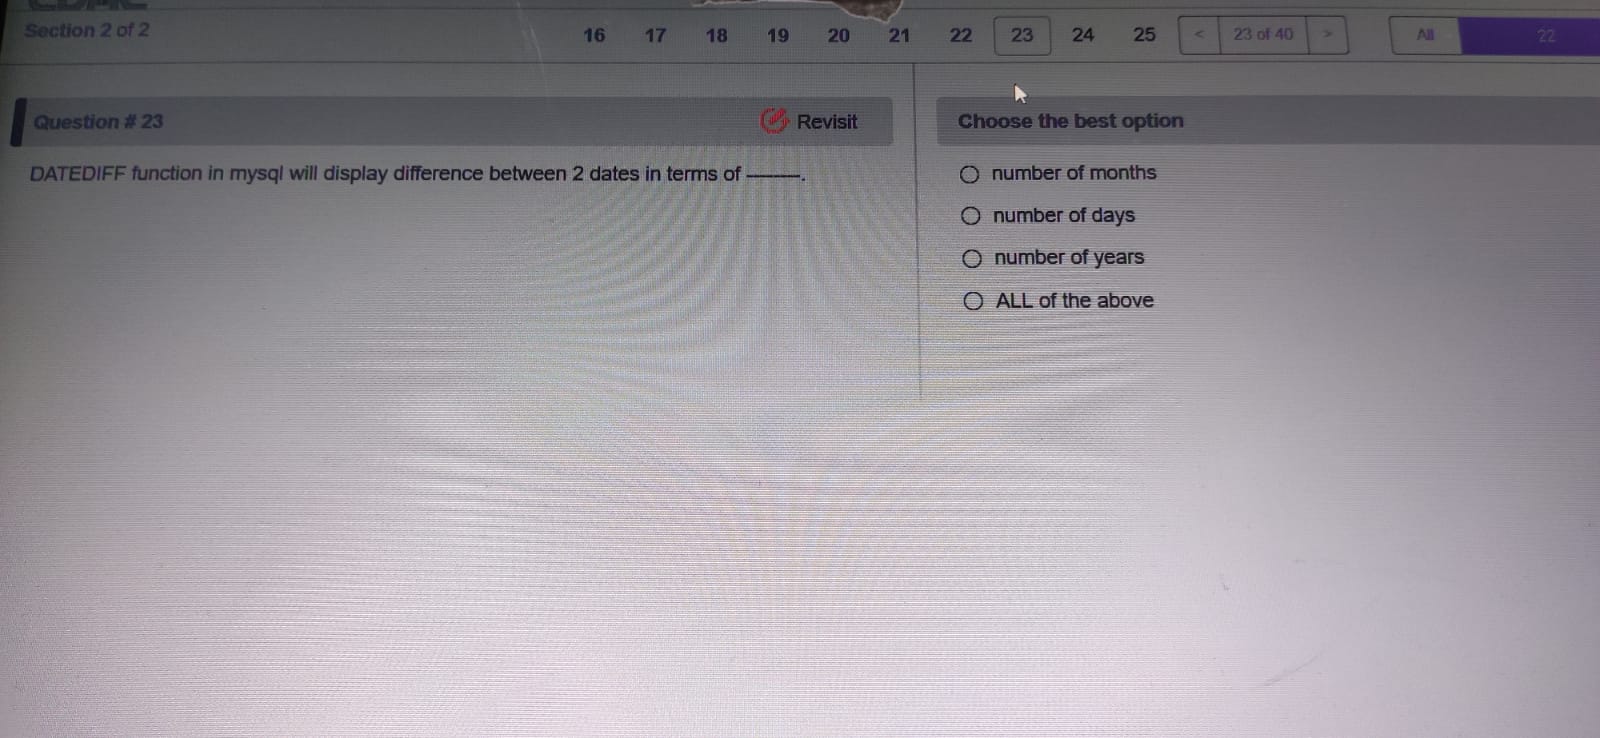 Section 2 of 2
16 17 18 19 20 21 22 23 24 25 < 23 of 40 > All 22
Question # 23
Revisit
DATEDIFF function in mysql will display difference between 2 dates in terms of ———.
Choose the best option
number of months
number of days
number of years
ALL of the above